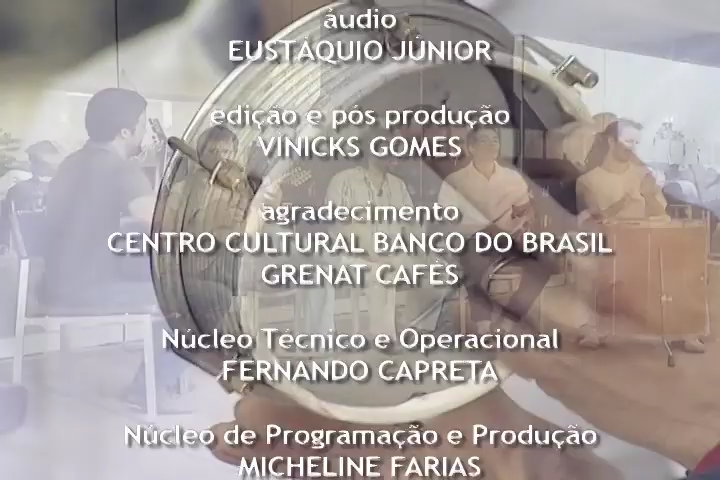 áudio
EUSTÁQUIO JÚNIOR
edição e pós produção
VINICKS GOMES
agradecimento
CENTRO CULTURAL BANCO DO BRASIL
GRENAT CAFÉS
Núcleo Técnico e Operacional
FERNANDO CAPRETA
Núcleo de Programação e Produção
MICHELINE FARIAS